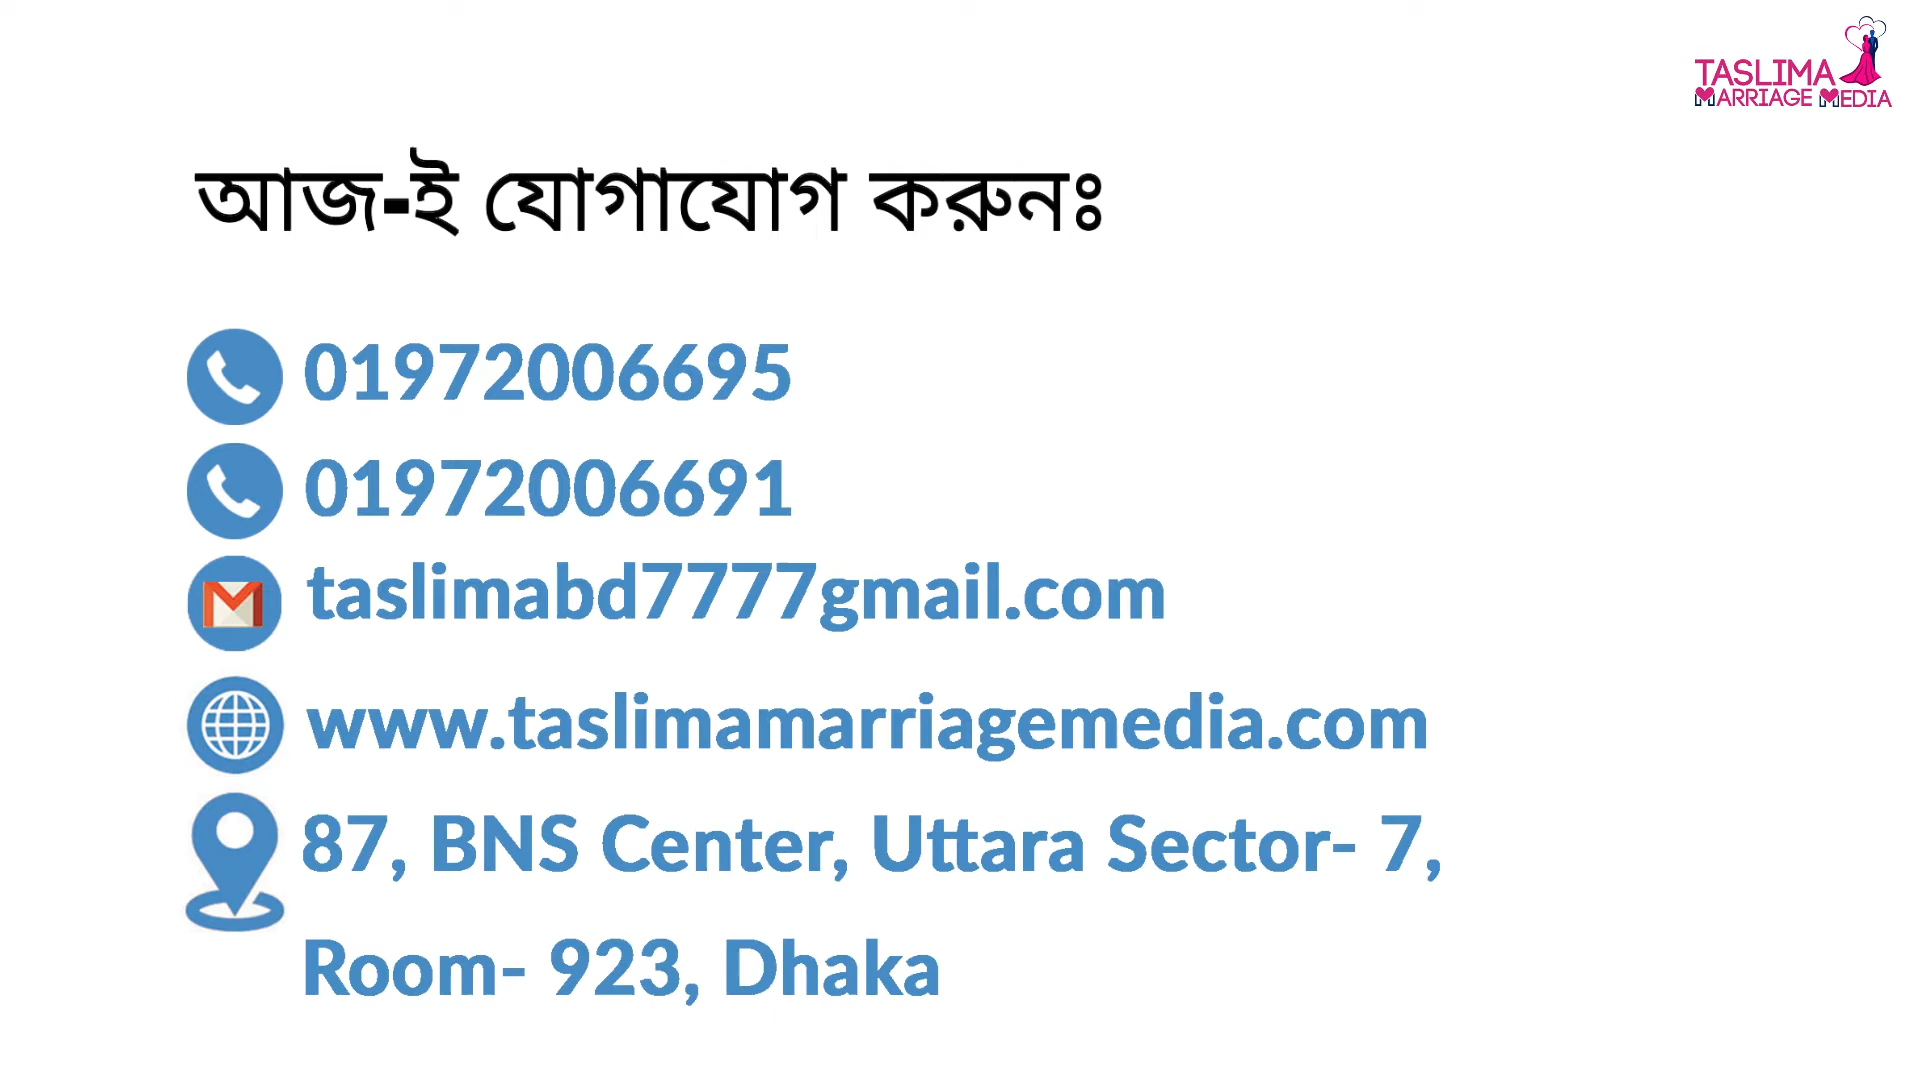 TASLIMA
MARRIAGE MEDIA
আজ-ই যোগাযোগ করুনঃ
01972006695
01972006691
taslimabd7777gmail.com
www.taslimamarriagemedia.com
87, BNS Center, Uttara Sector- 7,
Room- 923, Dhaka